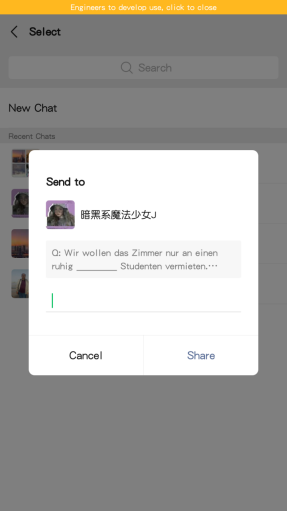 Engineers to develop use, click to close
Select
Search
New Chat
Recent Chats
Send to
暗黑系魔法少女J
Q: Wir wollen das Zimmer nur an einen
ruhig ________ Studenten vermieten.…
Cancel
Share